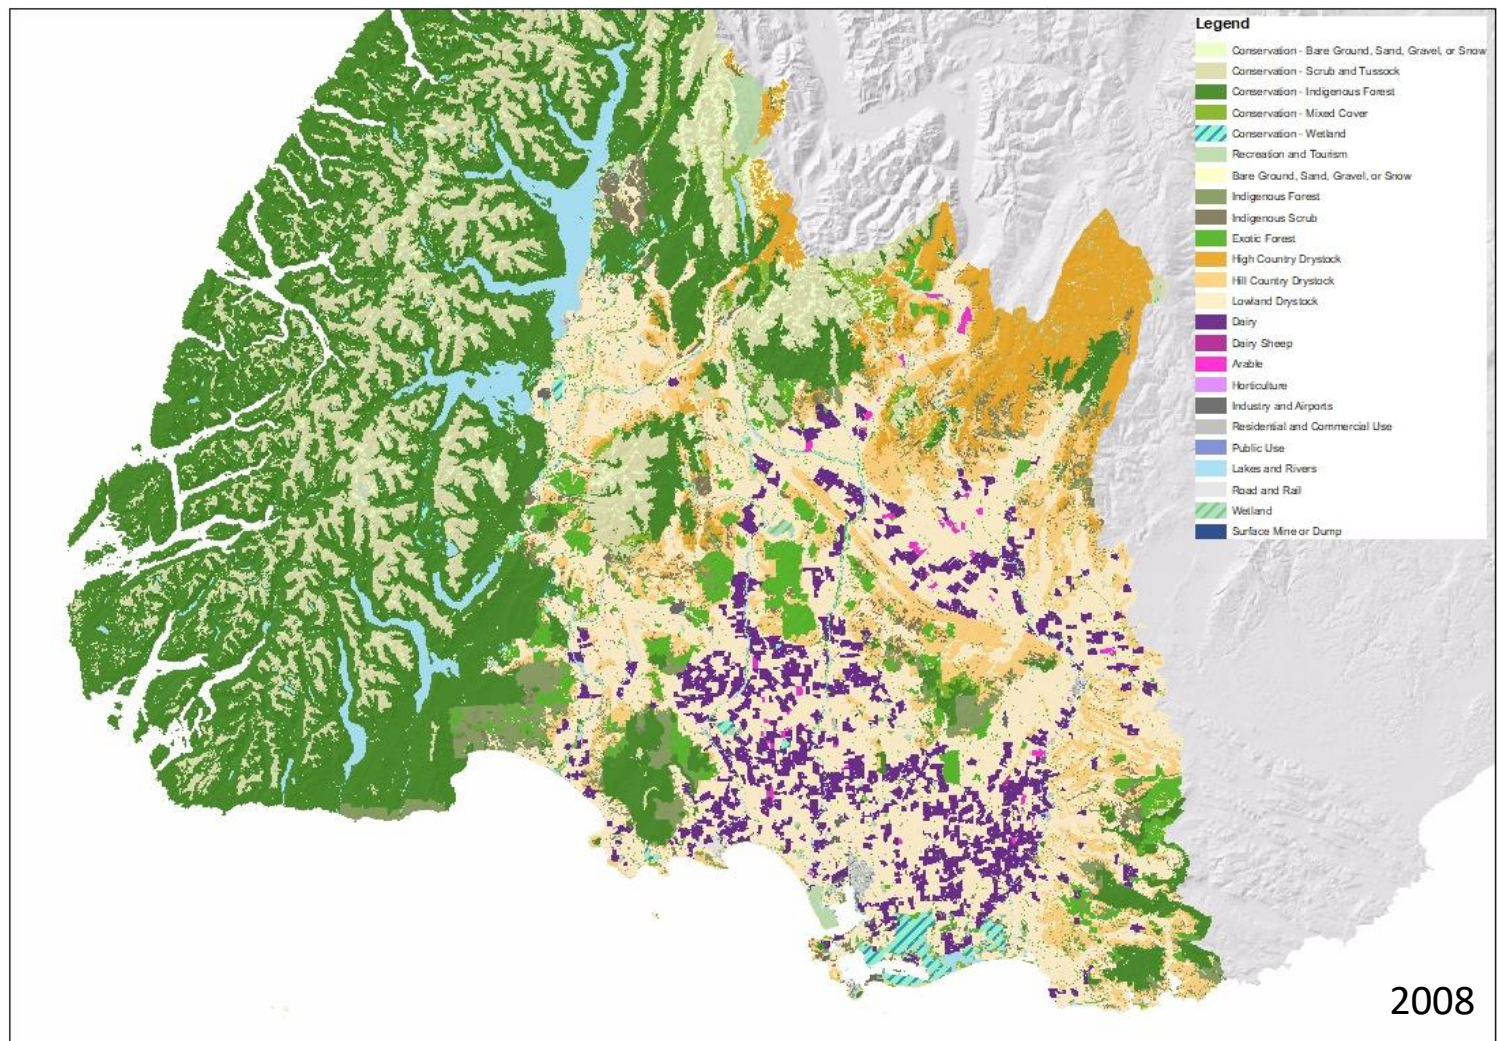 Legend
Conservation - Bare Ground, Sand, Gravel, or Snow
Conservation - Scrub and Tussock
Conservation - Indigenous Forest
Conservation - Mixed Cover
Conservation - Wetland
Recreation and Tourism
Bare Ground, Sand, Gravel, or Snow
Indigenous Forest
Indigenous Scrub
Exotic Forest
High Country Drystock
Hill Country Drystock
Lowland Drystock
Dairy
Dairy Sheep
Arable
Horticulture
Industry and Airports
Residential and Commercial Use
Public Use
Lakes and Rivers
Road and Rail
Wetland
Surface Mine or Dump
2008